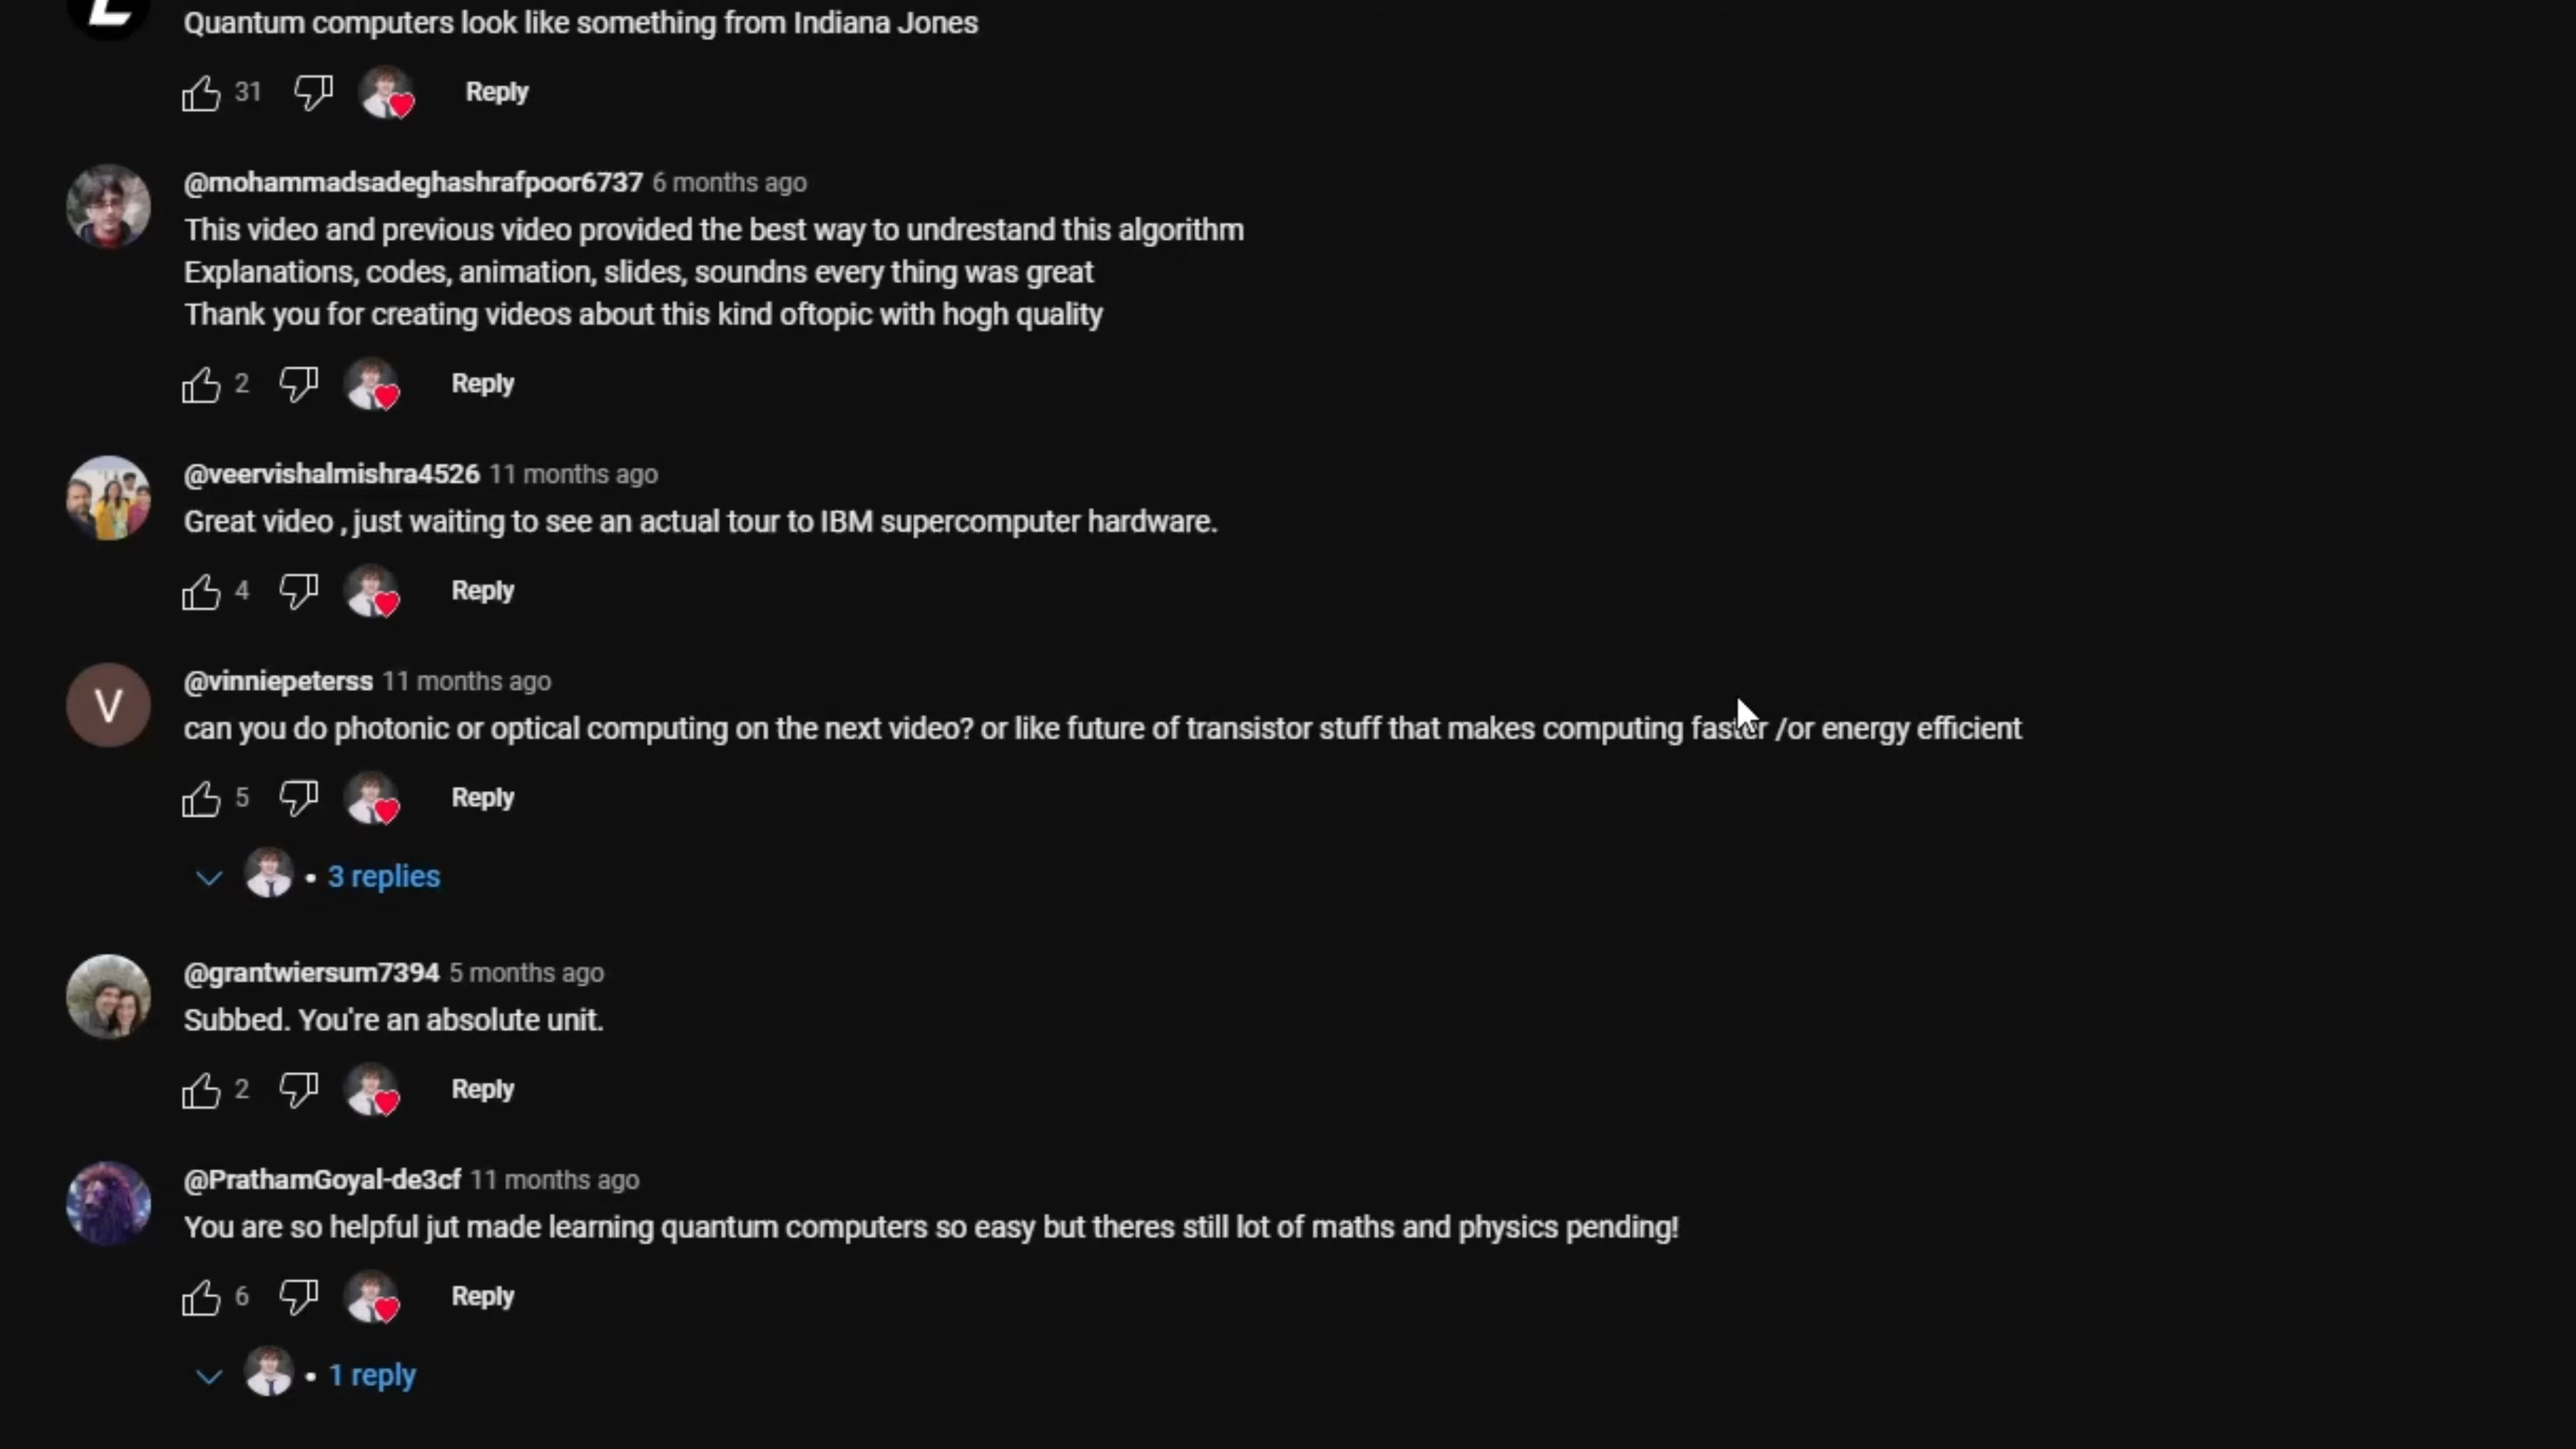 Quantum computers look like something from Indiana Jones
31 Reply
@mohammadsadeghashrafpoor6737 6 months ago
This video and previous video provided the best way to undrestand this algorithm
Explanations, codes, animation, slides, soundns every thing was great
Thank you for creating videos about this kind oftopic with hogh quality
2 Reply
@veervishalmishra4526 11 months ago
Great video , just waiting to see an actual tour to IBM supercomputer hardware.
4 Reply
V
@vinniepeterss 11 months ago
can you do photonic or optical computing on the next video? or like future of transistor stuff that makes computing faster /or energy efficient
5 Reply
• 3 replies
@grantwiersum7394 5 months ago
Subbed. You're an absolute unit.
2 Reply
@PrathamGoyal-de3cf 11 months ago
You are so helpful jut made learning quantum computers so easy but theres still lot of maths and physics pending!
6 Reply
• 1 reply